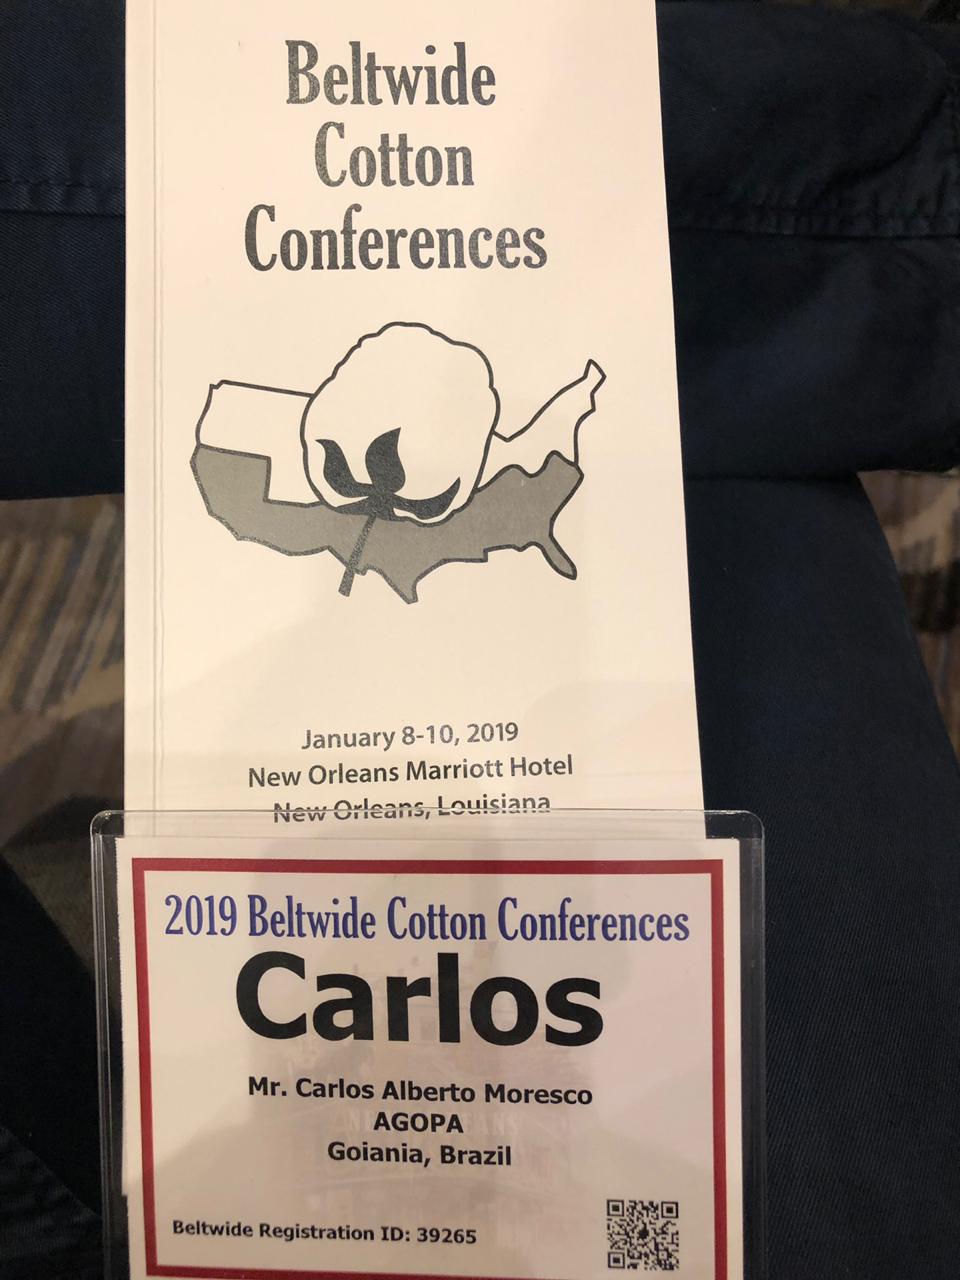 Beltwide
Cotton
Conferences
January 8-10, 2019
New Orleans Marriott Hotel
New Orleans, Louisiana
2019 Beltwide Cotton Conferences
Carlos
Mr. Carlos Alberto Moresco
AGOPA
Goiania, Brazil
Beltwide Registration ID: 39265